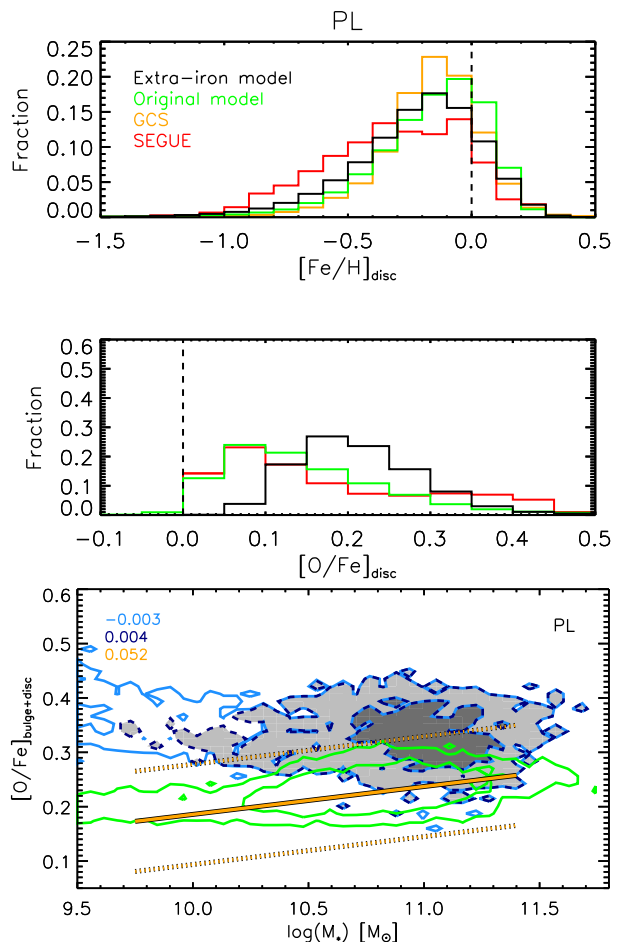 PL
0.25
0.20
0.15
0.10
0.05
0.00
Fraction
Extra-iron model
Original model
GCS
SEGUE
-1.5 -1.0 -0.5 0.0 0.5
[Fe/H]disc
0.6
0.5
0.4
0.3
0.2
0.1
0.0
Fraction
-0.1 0.0 0.1 0.2 0.3 0.4 0.5
[O/Fe]disc
0.6
0.5
0.4
0.3
0.2
0.1
[O/Fe]bulge+disc
-0.003
0.004
0.052
PL
9.5 10.0 10.5 11.0 11.5
log(M⋆) [M⊙]